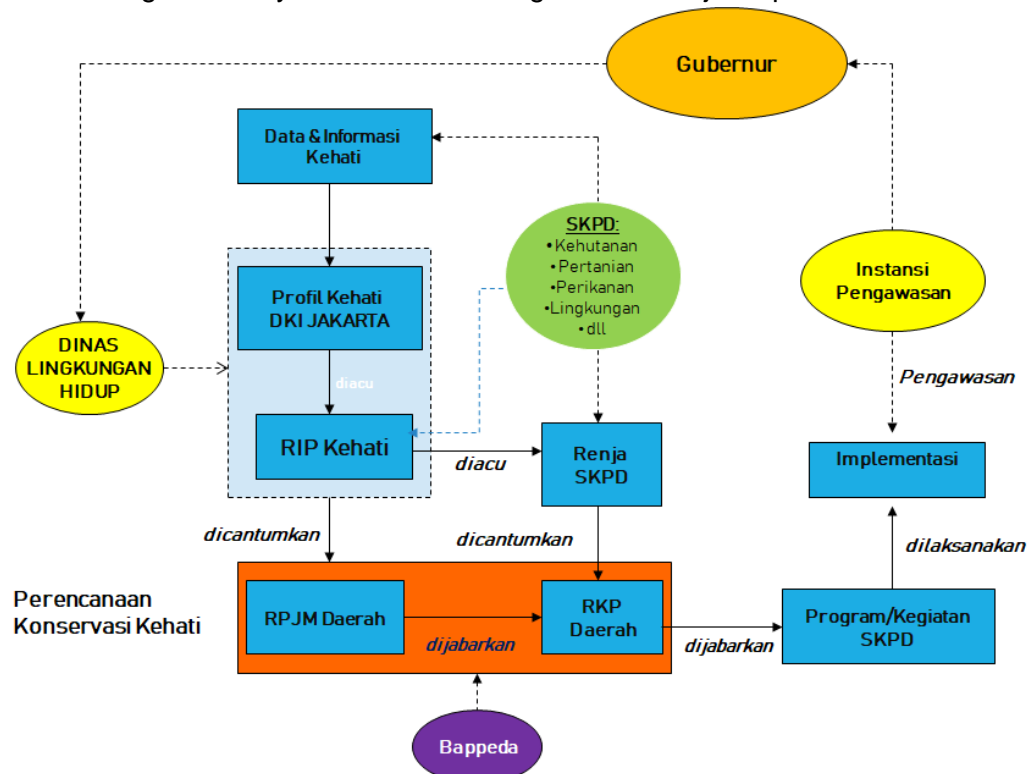 Gubernur
Data & Informasi
Kehati
SKPD:
•Kehutanan
•Pertanian
•Perikanan
•Lingkungan
•dll
Instansi
Pengawasan
Profil Kehati
DKI JAKARTA
DINAS
LINGKUNGAN
HIDUP
diacu
Pengawasan
RIP Kehati
diacu
Renja
SKPD
Implementasi
dicantumkan
dicantumkan
dilaksanakan
Perencanaan
Konservasi Kehati
RPJM Daerah
dijabarkan
RKP
Daerah
dijabarkan
Program/Kegiatan
SKPD
Bappeda